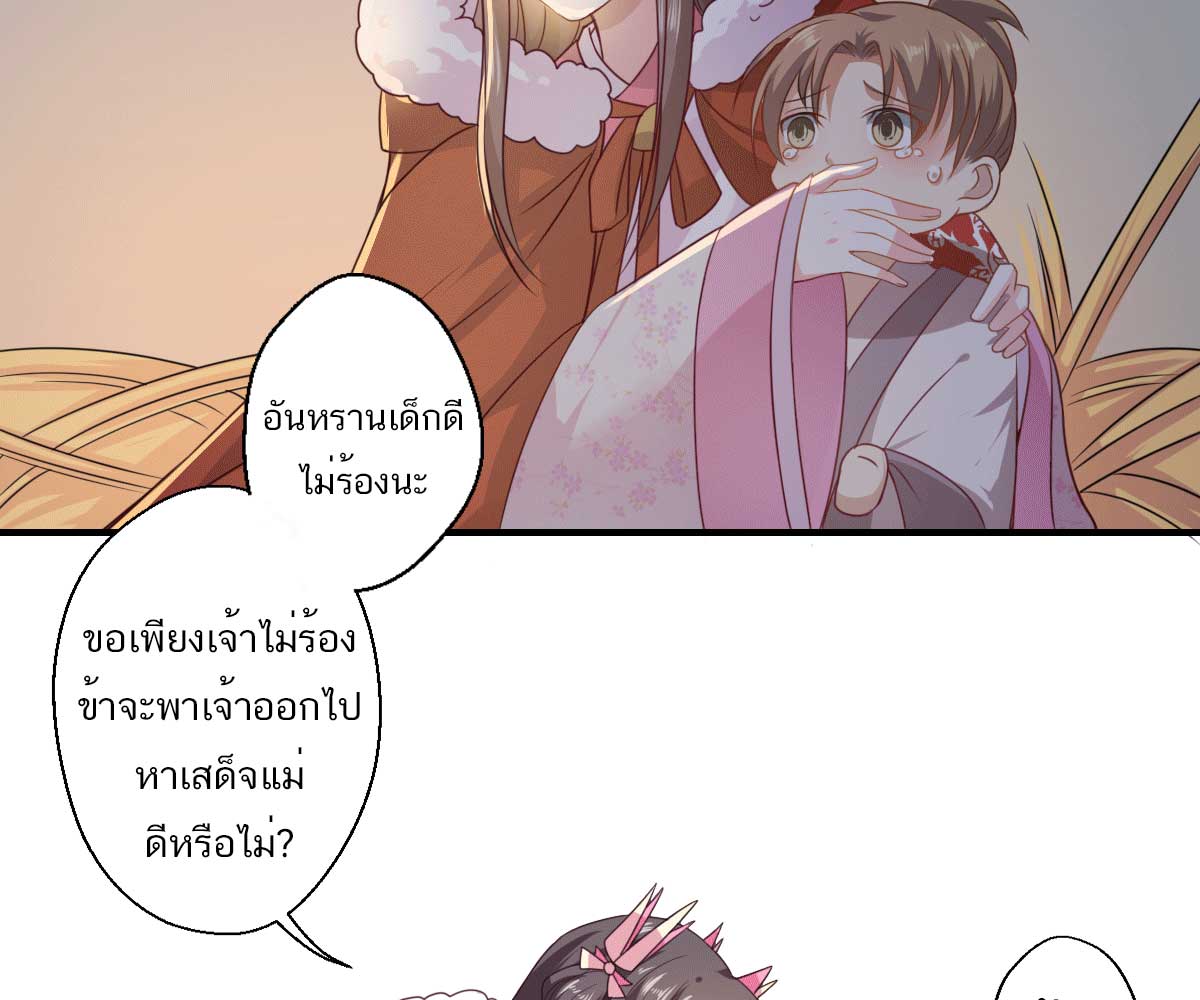 อันหรานเด็กดี
ไม่ร้องนะ
ขอเพียงเจ้าไม่ร้อง
ข้าจะพาเจ้าออกไป
หาเสด็จแม่
ดีหรือไม่?